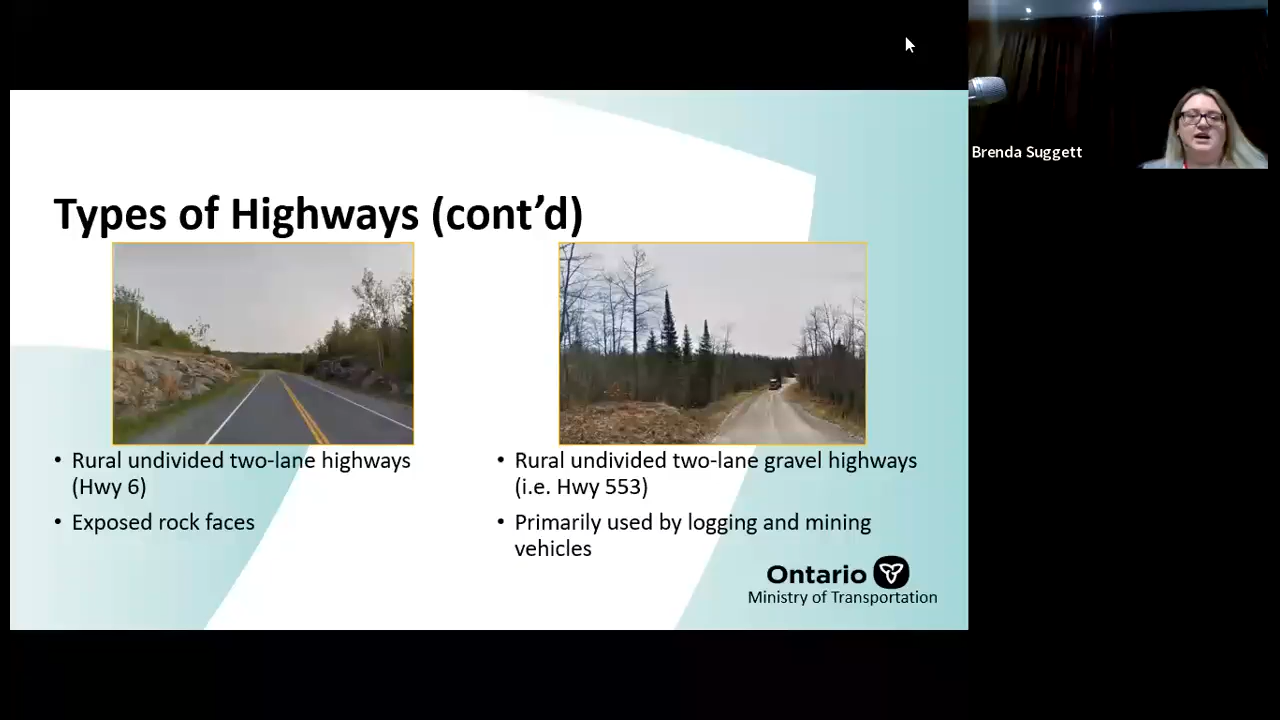 Brenda Suggett
Types of Highways (cont’d)
• Rural undivided two-lane highways
(Hwy 6)
• Exposed rock faces
• Rural undivided two-lane gravel highways
(i.e. Hwy 553)
• Primarily used by logging and mining
vehicles
Ontario
Ministry of Transportation